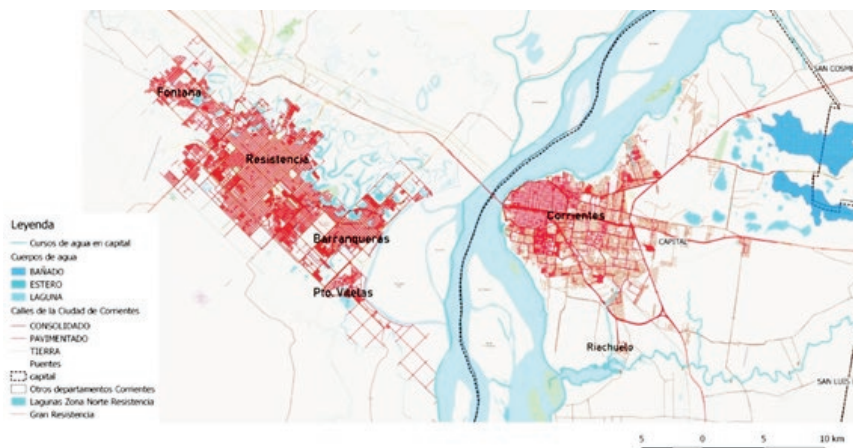 SAN COSME
Fontana
Resistencia
Corrientes
Barranqueras
CAPITAL
Pto. Vilelas
Riachuelo
SAN LUIS
Leyenda
Cursos de agua en capital
Cuerpos de agua
BAÑADO
ESTERO
LAGUNA
Calles de la Ciudad de Corrientes
CONSOLIDADO
PAVIMENTADO
TIERRA
Puentes
capital
Otros departamentos Corrientes
Lagunas Zona Norte Resistencia
Gran Resistencia
5 0 5 10 km